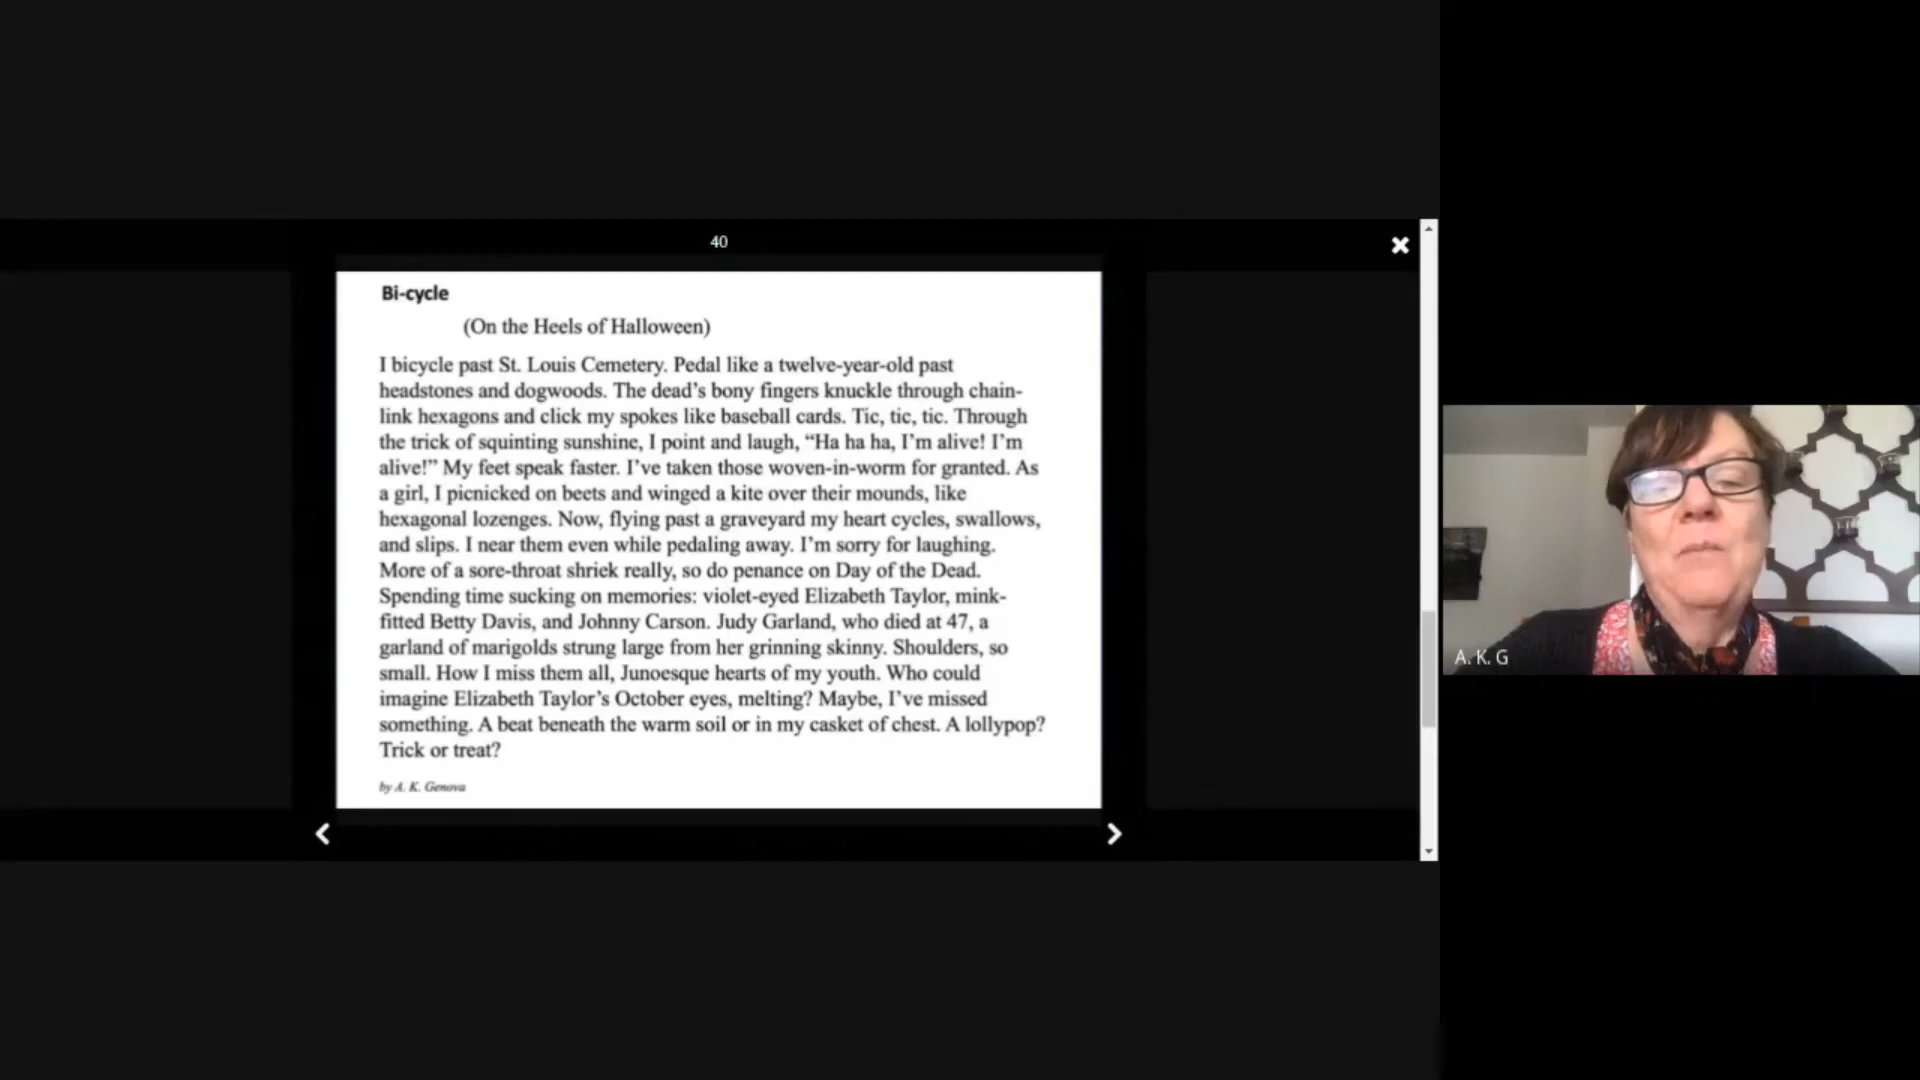 40
Bi-cycle
(On the Heels of Halloween)
I bicycle past St. Louis Cemetery. Pedal like a twelve-year-old past
headstones and dogwoods. The dead's bony fingers knuckle through chain-
link hexagons and click my spokes like baseball cards. Tic, tic, tic. Through
the trick of squinting sunshine, I point and laugh, “Ha ha ha, I'm alive! I'm
alive!” My feet speak faster. I've taken those woven-in-worm for granted. As
a girl, I picnicked on beets and winged a kite over their mounds, like
hexagonal lozenges. Now, flying past a graveyard my heart cycles, swallows,
and slips. I near them even while pedaling away. I'm sorry for laughing.
More of a sore-throat shriek really, so do penance on Day of the Dead.
Spending time sucking on memories: violet-eyed Elizabeth Taylor, mink-
fitted Betty Davis, and Johnny Carson. Judy Garland, who died at 47, a
garland of marigolds strung large from her grinning skinny. Shoulders, so
small. How I miss them all, Junoesque hearts of my youth. Who could
imagine Elizabeth Taylor's October eyes, melting? Maybe, I've missed
something. A beat beneath the warm soil or in my casket of chest. A lollypop?
Trick or treat?
by A. K. Genova
A. K. G